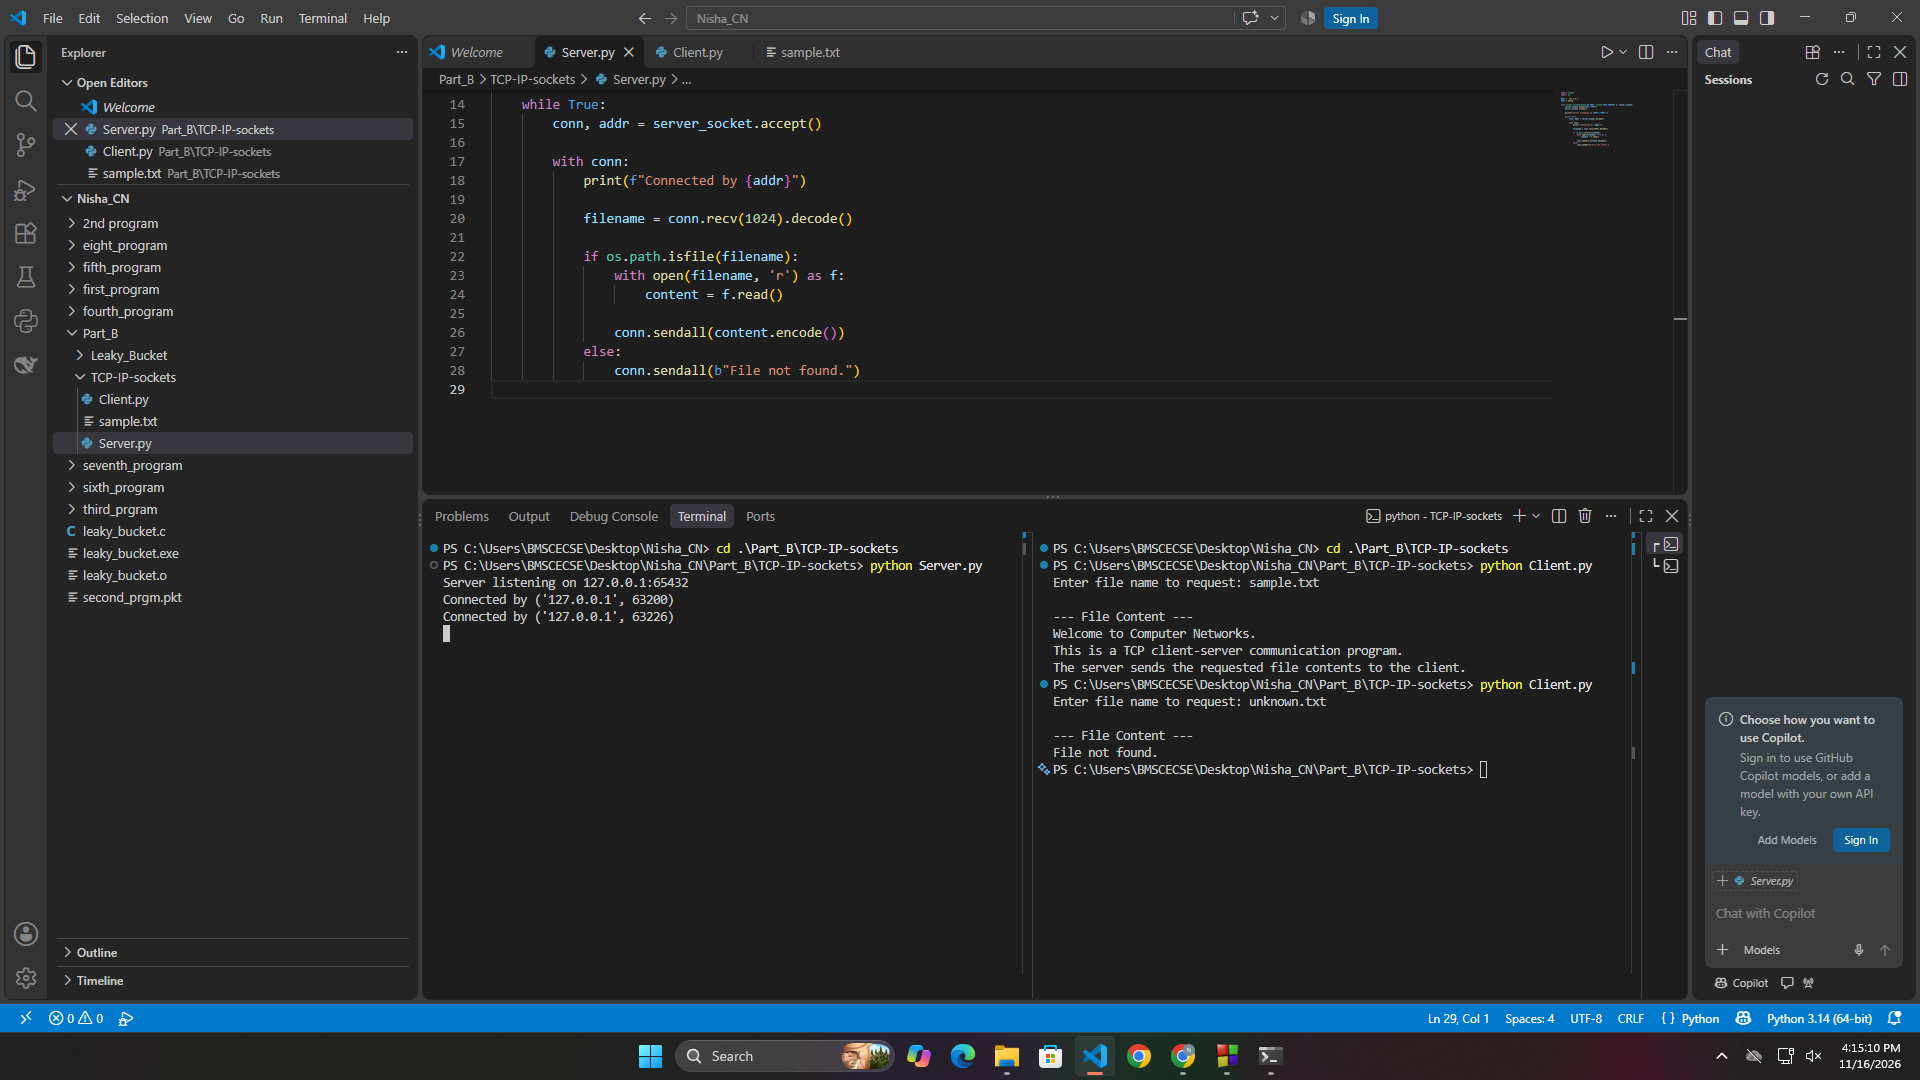 File Edit Selection View Go Run Terminal Help
Nisha_CN
Sign In
Explorer
Open Editors
Welcome
Server.py Part_B\TCP-IP-sockets
Client.py Part_B\TCP-IP-sockets
sample.txt Part_B\TCP-IP-sockets
Nisha_CN
2nd program
eight_program
fifth_program
first_program
fourth_program
Part_B
Leaky_Bucket
TCP-IP-sockets
Client.py
sample.txt
Server.py
seventh_program
sixth_program
third_prgram
leaky_bucket.c
leaky_bucket.exe
leaky_bucket.o
second_prgm.pkt
Outline
Timeline
Welcome Server.py Client.py sample.txt
Part_B > TCP-IP-sockets > Server.py > ...
14 while True:
15 conn, addr = server_socket.accept()
16
17 with conn:
18 print(f"Connected by {addr}")
19
20 filename = conn.recv(1024).decode()
21
22 if os.path.isfile(filename):
23 with open(filename, 'r') as f:
24 content = f.read()
25
26 conn.sendall(content.encode())
27 else:
28 conn.sendall(b"File not found.")
29
Problems Output Debug Console Terminal Ports
python - TCP-IP-sockets
PS C:\Users\BMSCECSE\Desktop\Nisha_CN> cd .\Part_B\TCP-IP-sockets
PS C:\Users\BMSCECSE\Desktop\Nisha_CN\Part_B\TCP-IP-sockets> python Server.py
Server listening on 127.0.0.1:65432
Connected by ('127.0.0.1', 63200)
Connected by ('127.0.0.1', 63226)
PS C:\Users\BMSCECSE\Desktop\Nisha_CN> cd .\Part_B\TCP-IP-sockets
PS C:\Users\BMSCECSE\Desktop\Nisha_CN\Part_B\TCP-IP-sockets> python Client.py
Enter file name to request: sample.txt
--- File Content ---
Welcome to Computer Networks.
This is a TCP client-server communication program.
The server sends the requested file contents to the client.
PS C:\Users\BMSCECSE\Desktop\Nisha_CN\Part_B\TCP-IP-sockets> python Client.py
Enter file name to request: unknown.txt
--- File Content ---
File not found.
PS C:\Users\BMSCECSE\Desktop\Nisha_CN\Part_B\TCP-IP-sockets>
Chat
Sessions
Choose how you want to
use Copilot.
Sign in to use GitHub
Copilot models, or add a
model with your own API
key.
Add Models Sign In
Server.py
Chat with Copilot
Models
Copilot
0 0
Ln 29, Col 1 Spaces: 4 UTF-8 CRLF { } Python Python 3.14 (64-bit)
Search
4:15:10 PM
11/16/2026